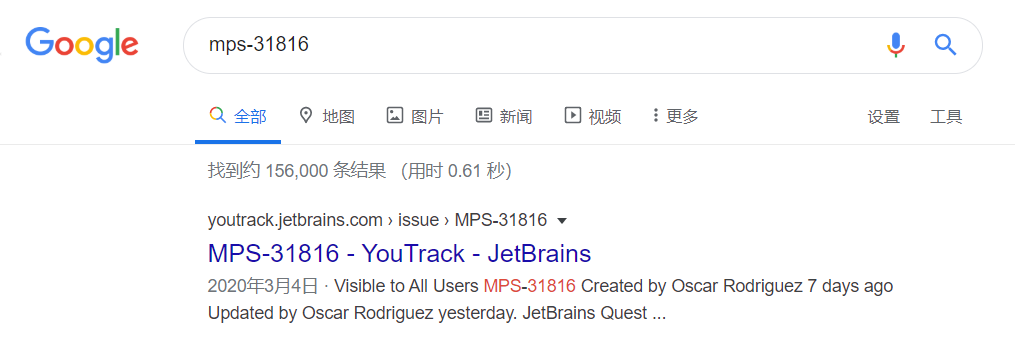 Google
mps-31816
全部 地图 图片 新闻 视频 更多 设置 工具
找到约 156,000 条结果 （用时 0.61 秒）
youtrack.jetbrains.com › issue › MPS-31816
MPS-31816 - YouTrack - JetBrains
2020年3月4日 · Visible to All Users MPS-31816 Created by Oscar Rodriguez 7 days ago
Updated by Oscar Rodriguez yesterday. JetBrains Quest ...